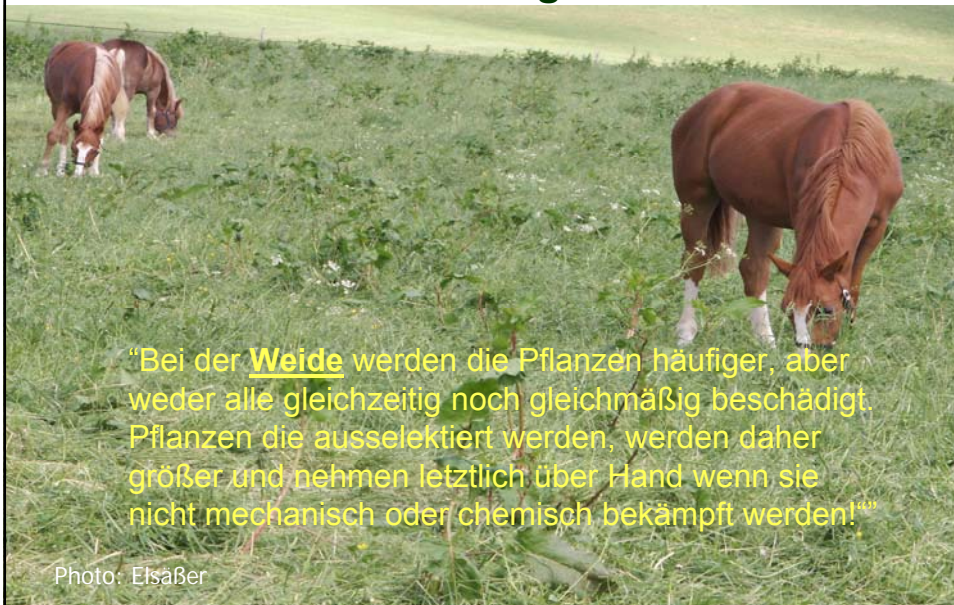 “Bei der Weide werden die Pflanzen häufiger, aber
weder alle gleichzeitig noch gleichmäßig beschädigt.
Pflanzen die ausselektiert werden, werden daher
größer und nehmen letztlich über Hand wenn sie
nicht mechanisch oder chemisch bekämpft werden!“”
Photo: Elsäßer